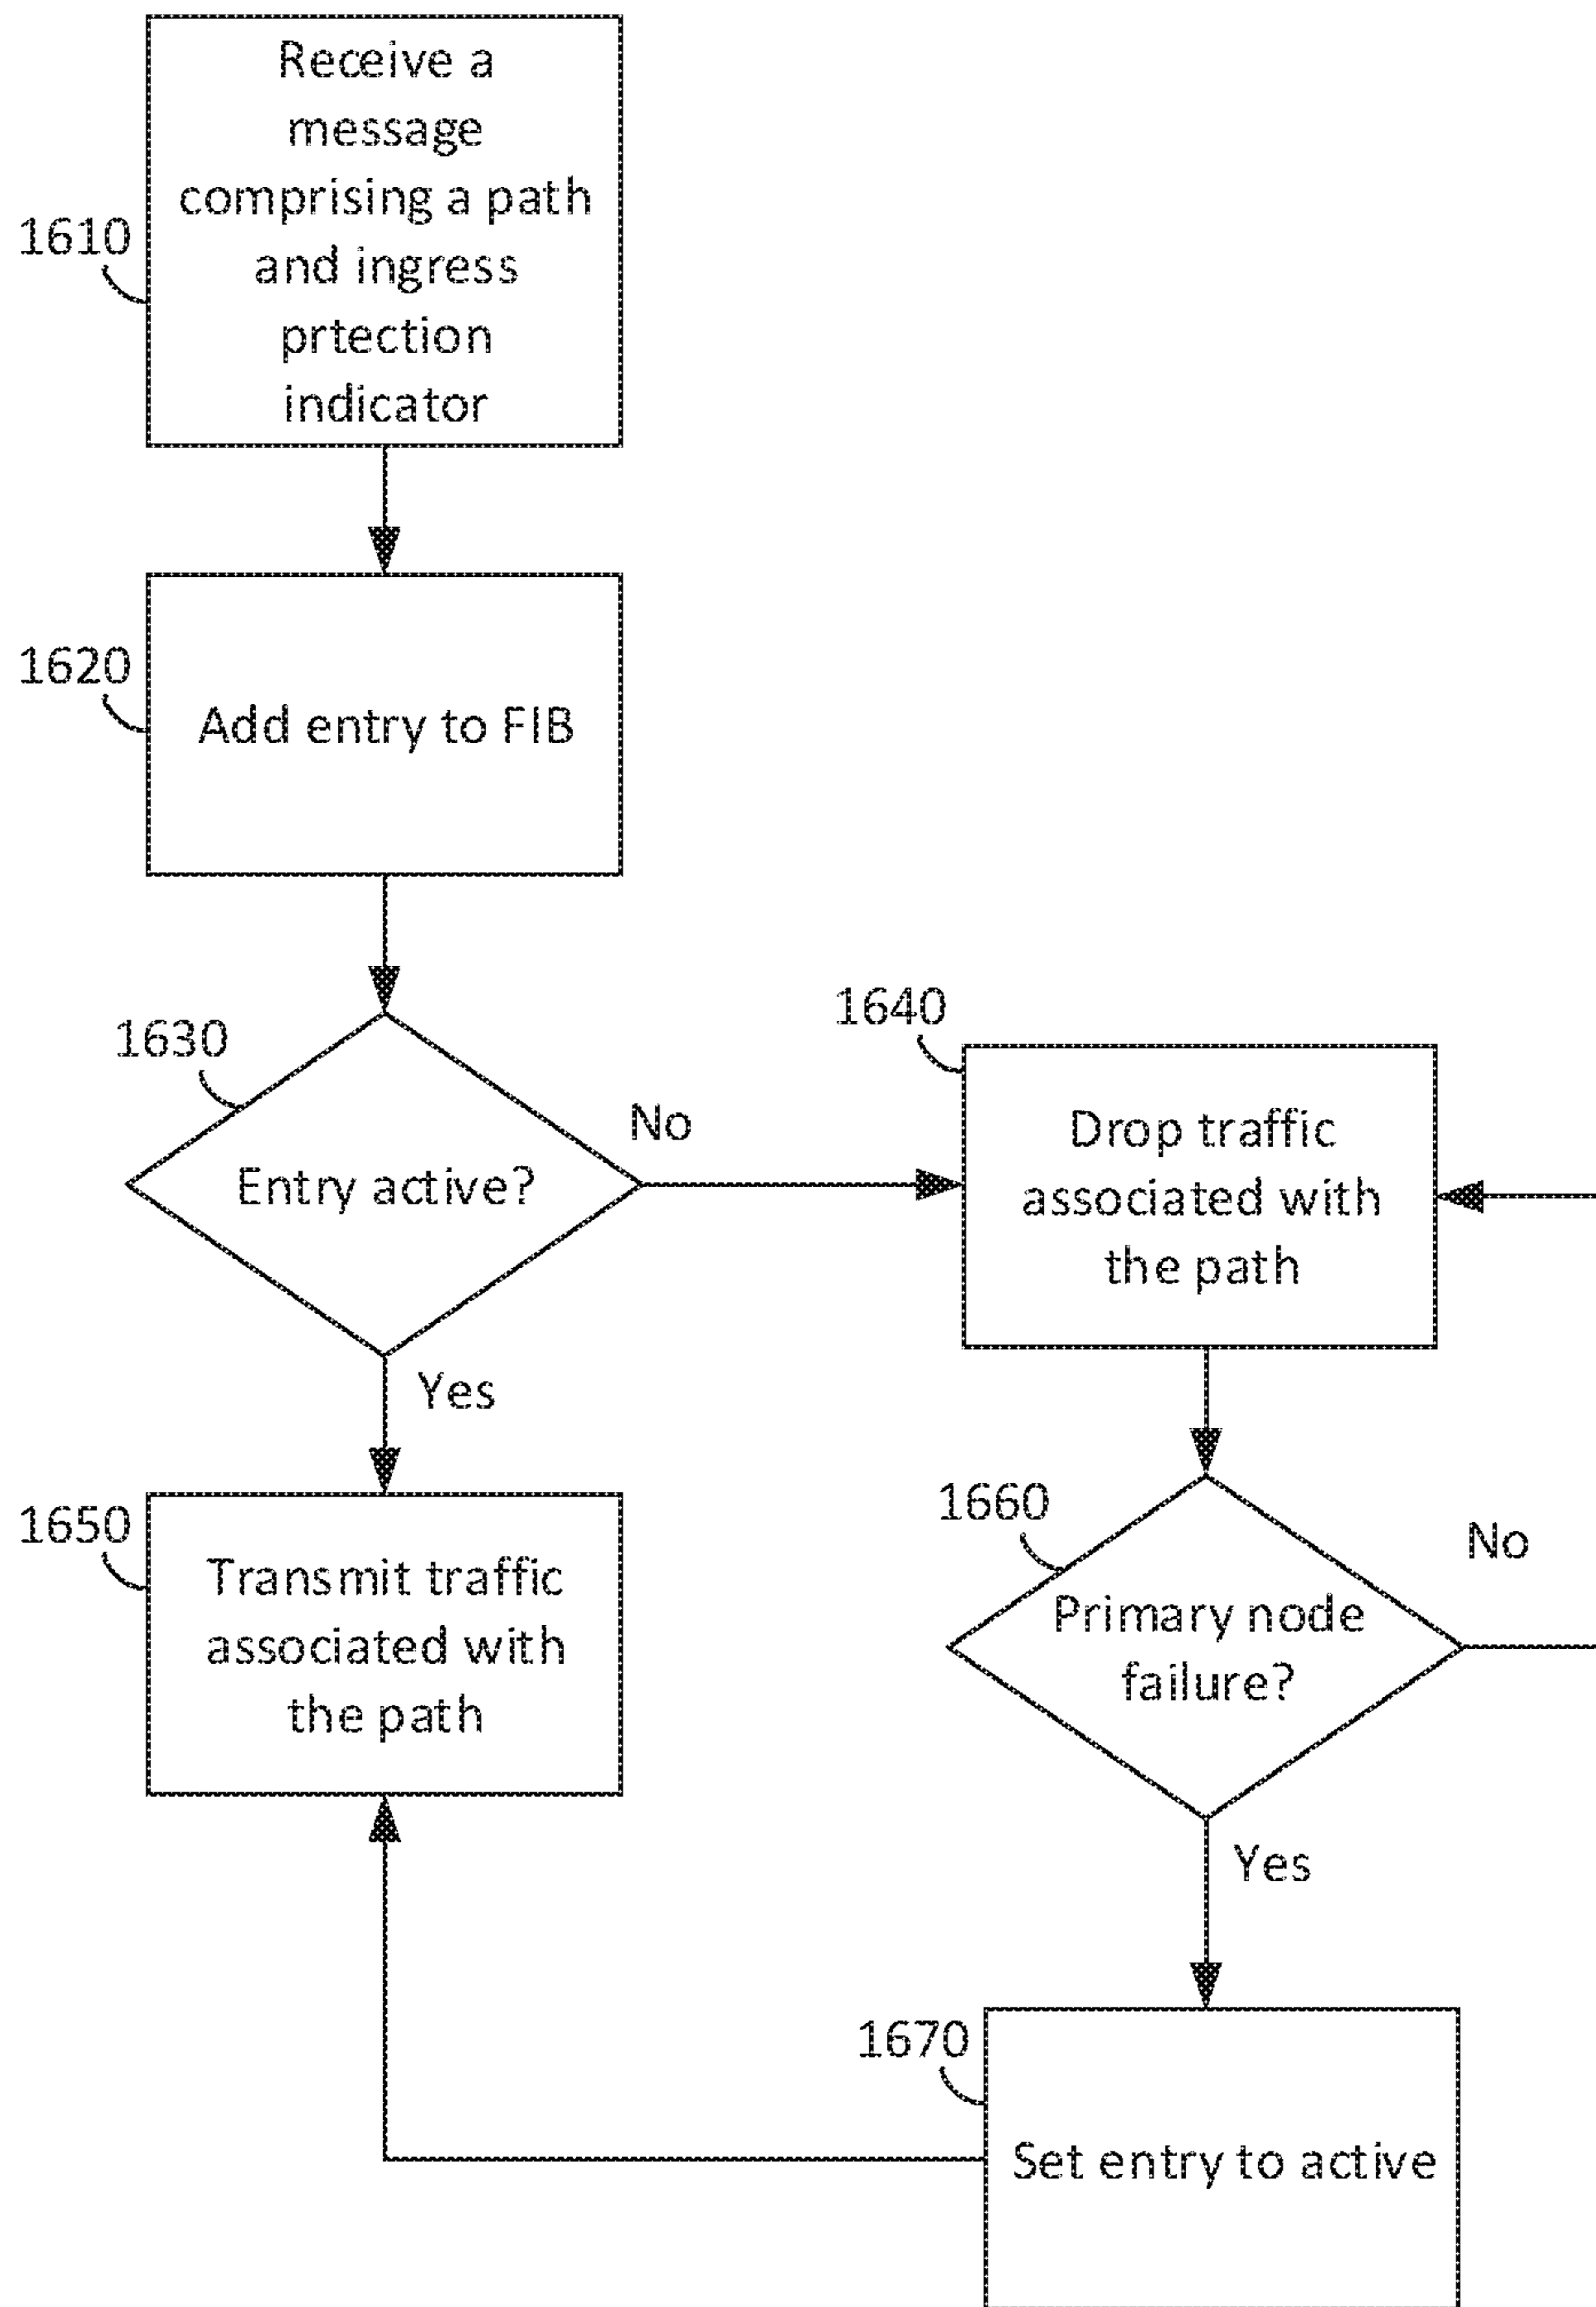 Receive a
message
comprising a path
and ingress
prtection
indicator
1610
1620
Add entry to FIB
1630
Entry active?
No
Yes
1640
Drop traffic
associated with
the path
1650
Transmit traffic
associated with
the path
1660
Primary node
failure?
No
Yes
1670
Set entry to active